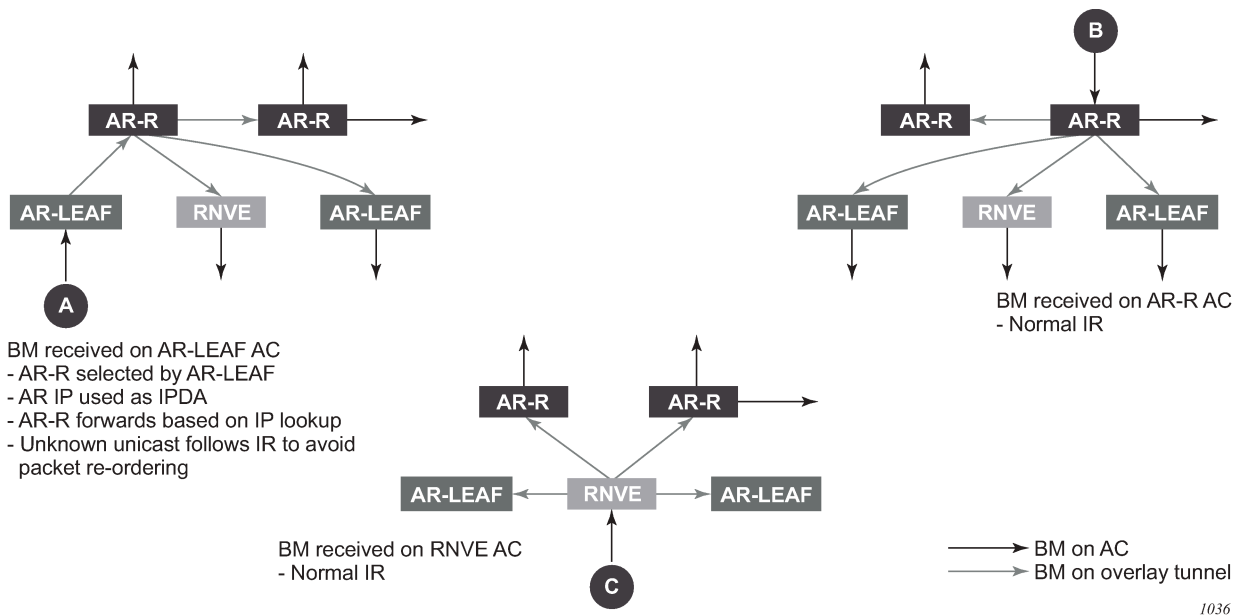 AR-R
AR-R
AR-LEAF
RNVE
AR-LEAF
A
BM received on AR-LEAF AC
- AR-R selected by AR-LEAF
- AR IP used as IPDA
- AR-R forwards based on IP lookup
- Unknown unicast follows IR to avoid
packet re-ordering
B
AR-R
AR-R
AR-LEAF
RNVE
AR-LEAF
BM received on AR-R AC
- Normal IR
AR-R
AR-R
AR-LEAF
RNVE
AR-LEAF
BM received on RNVE AC
- Normal IR
C
BM on AC
BM on overlay tunnel
1036